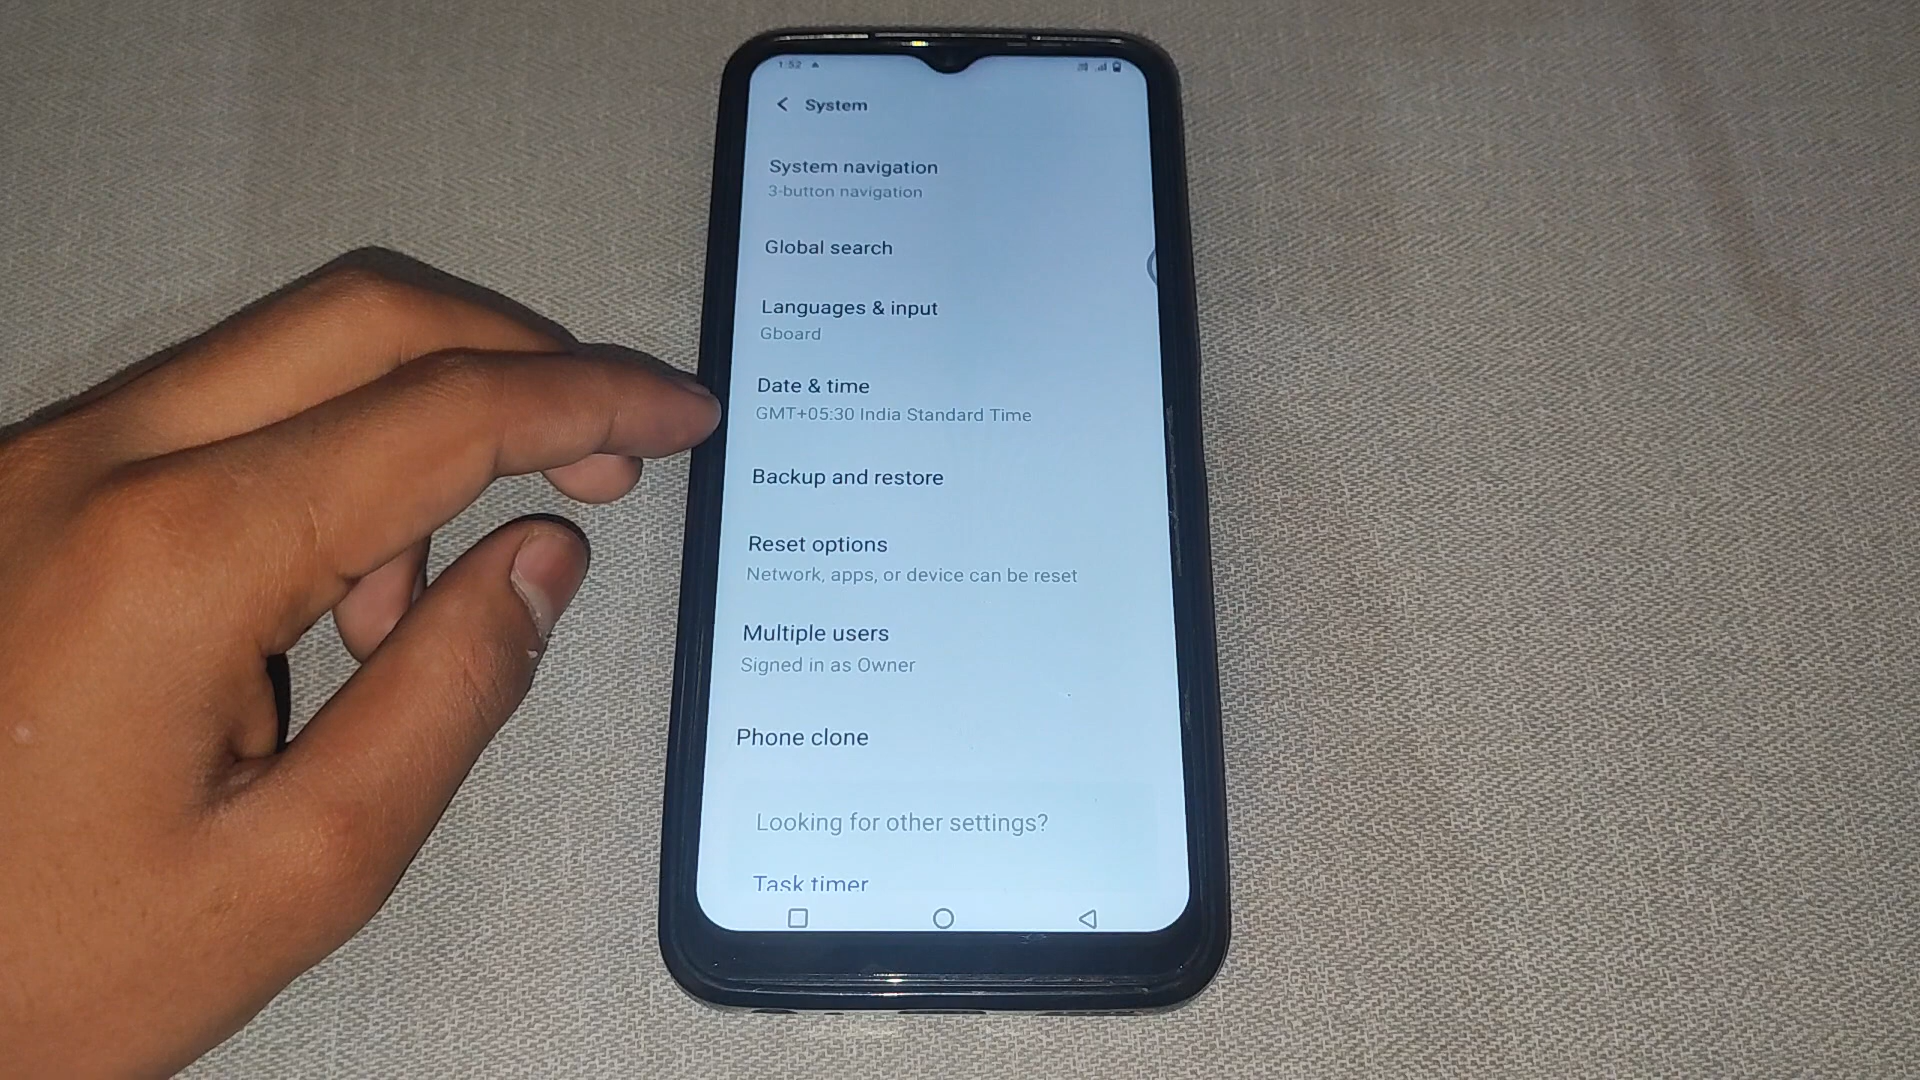 1:52
System
System navigation
3-button navigation
Global search
Languages & input
Gboard
Date & time
GMT+05:30 India Standard Time
Backup and restore
Reset options
Network, apps, or device can be reset
Multiple users
Signed in as Owner
Phone clone
Looking for other settings?
Task timer